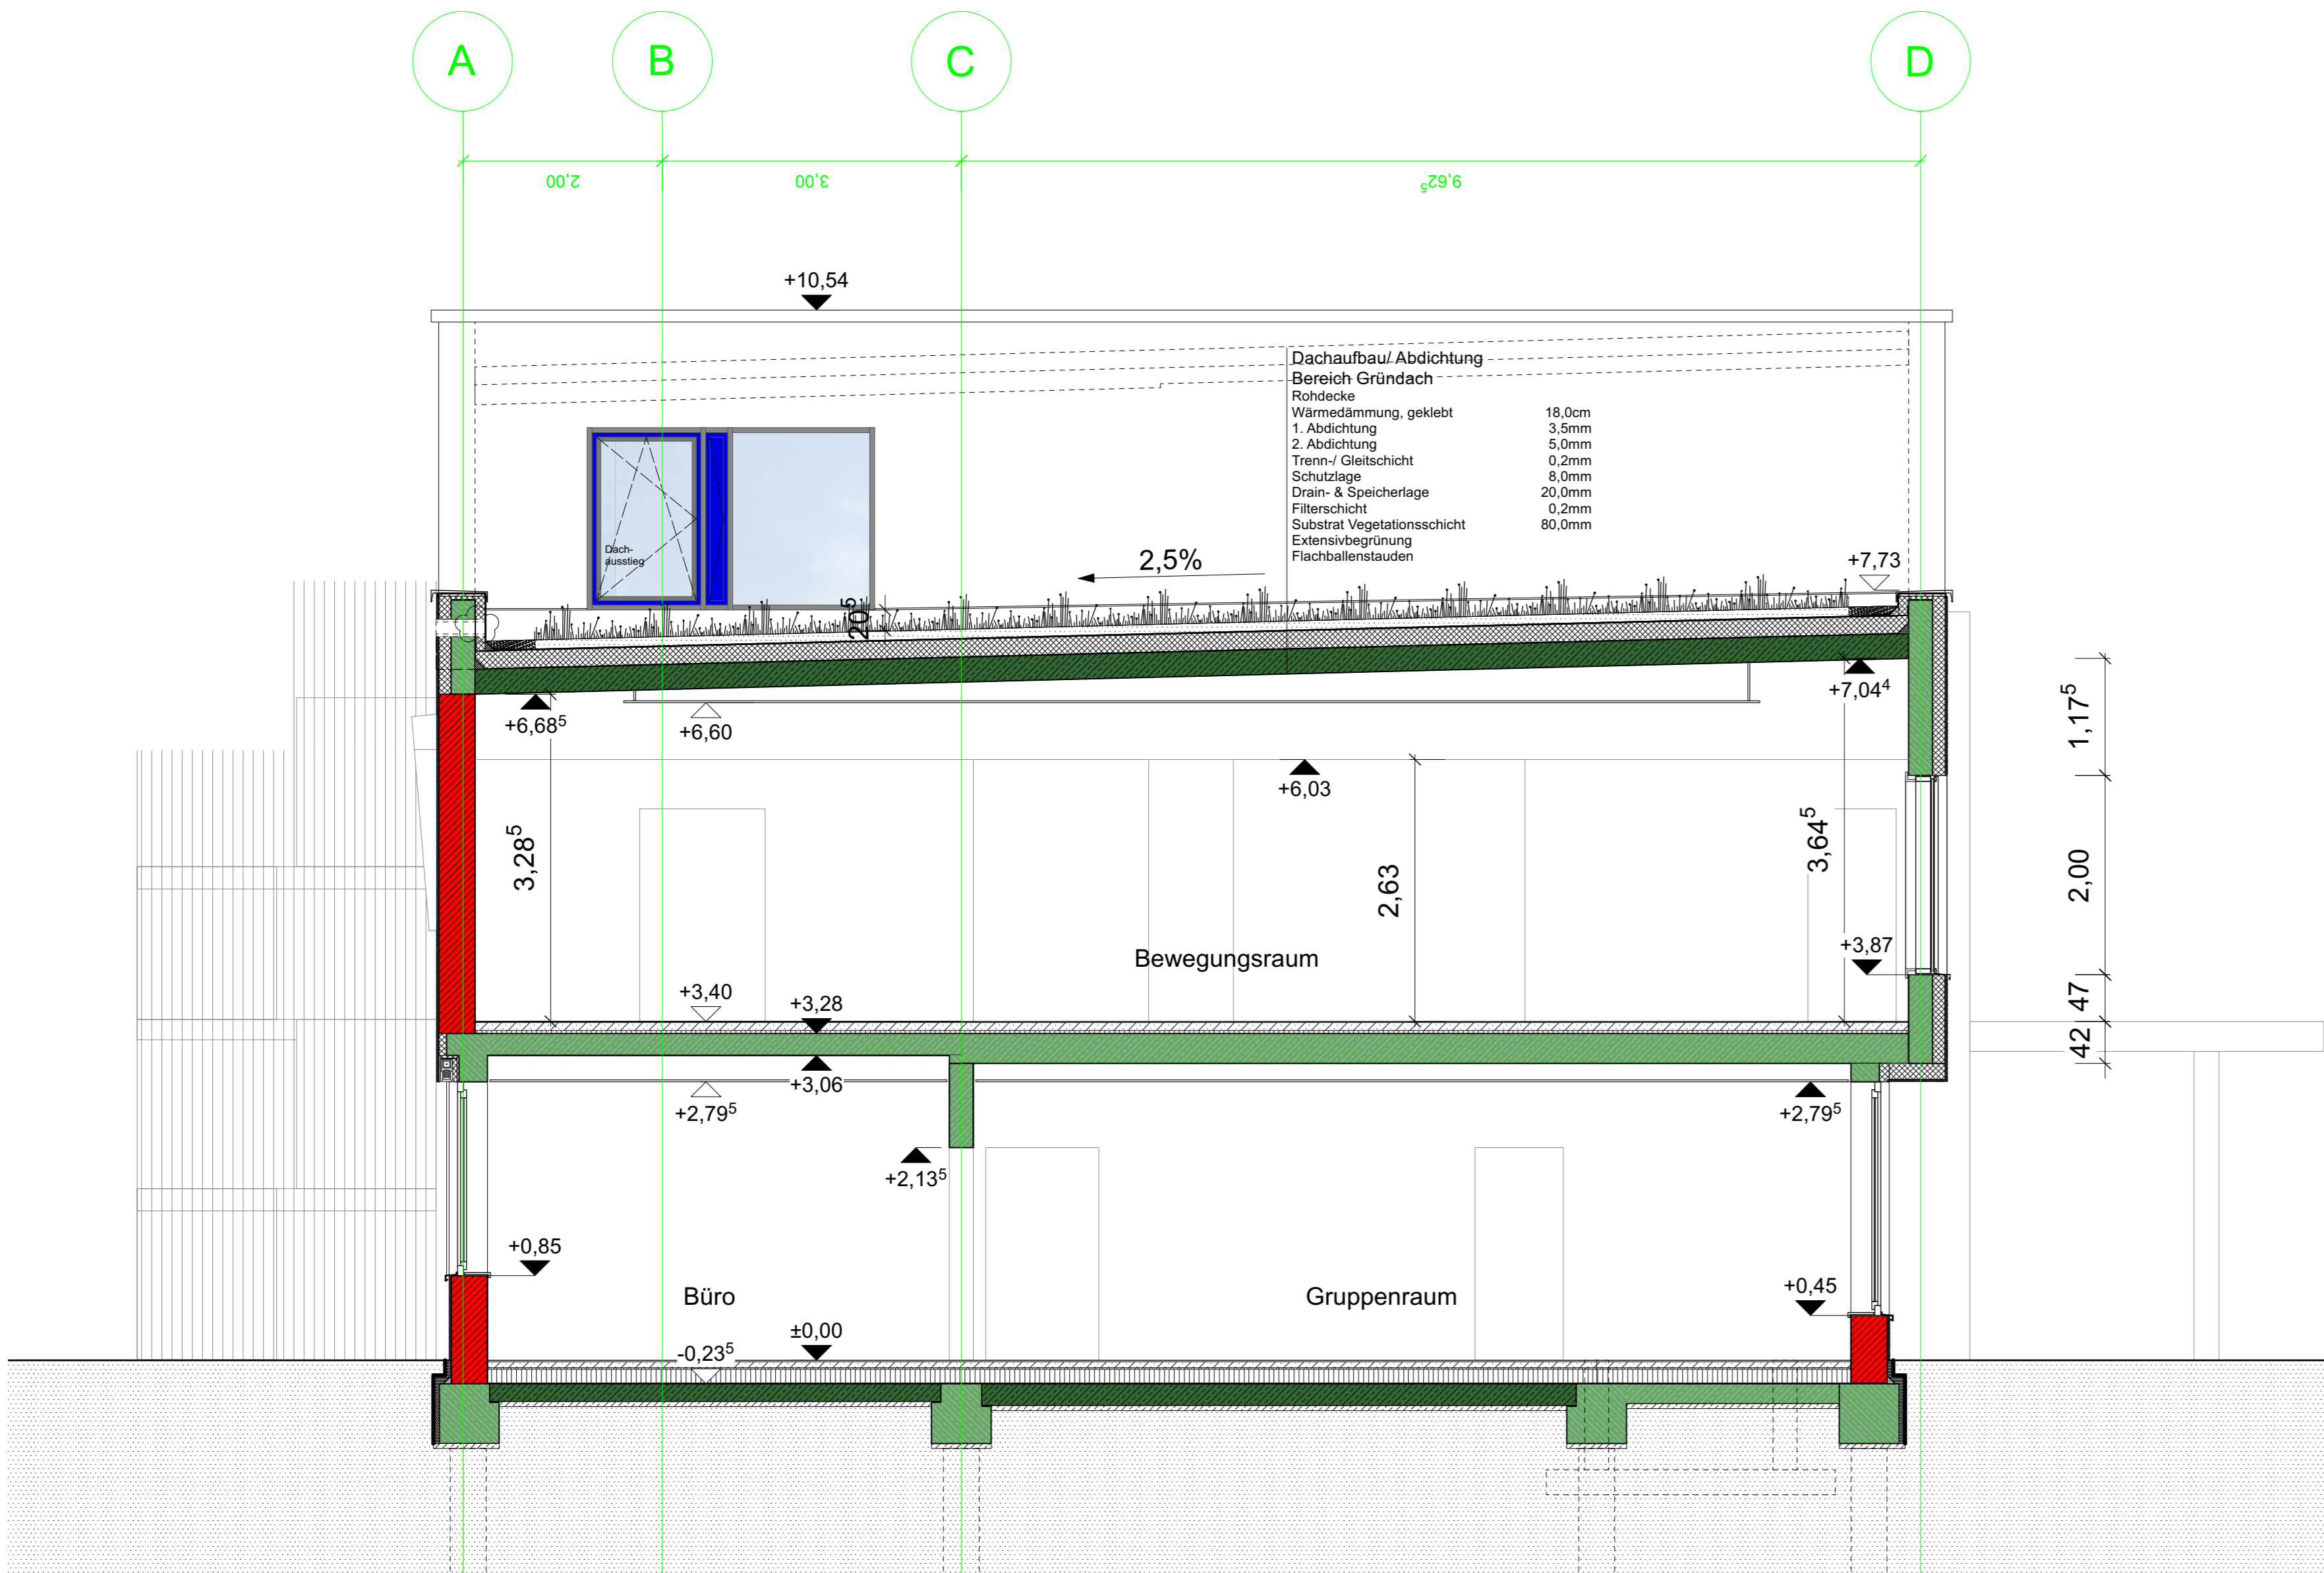 A B C D
2,00 3,00 9,62⁵
+10,54
Dachaufbau/ Abdichtung
Bereich Gründach
Rohdecke
Wärmedämmung, geklebt 18,0cm
1. Abdichtung 3,5mm
2. Abdichtung 5,0mm
Trenn-/ Gleitschicht 0,2mm
Schutzlage 8,0mm
Drain- & Speicherlage 20,0mm
Filterschicht 0,2mm
Substrat Vegetationsschicht 80,0mm
Extensivbegrünung
Flachballenstauden
Dach-
ausstieg
2,5%
+7,73
20⁵
+6,68⁵
+6,60
+7,04⁴
1,17⁵
+6,03
3,28⁵
2,63
3,64⁵
2,00
Bewegungsraum
+3,87
+3,40
+3,28
47
42
+3,06
+2,79⁵
+2,79⁵
+2,13⁵
+0,85
Büro
Gruppenraum
+0,45
±0,00
-0,23⁵